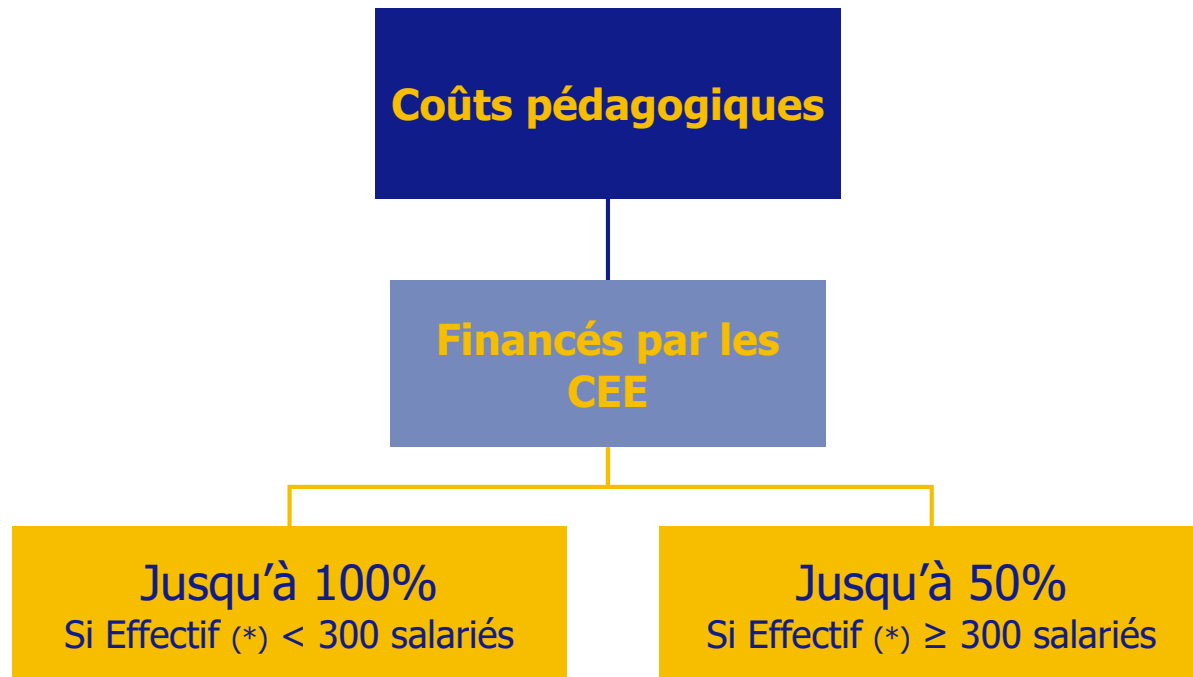 Coûts pédagogiques
Financés par les
CEE
Jusqu’à 100%
Si Effectif (*) < 300 salariés
Jusqu’à 50%
Si Effectif (*) ≥ 300 salariés